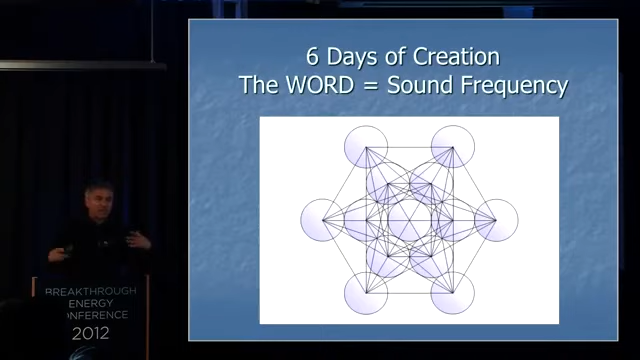 6 Days of Creation
The WORD = Sound Frequency
BREAKTHROUGH
ENERGY
CONFERENCE
2012